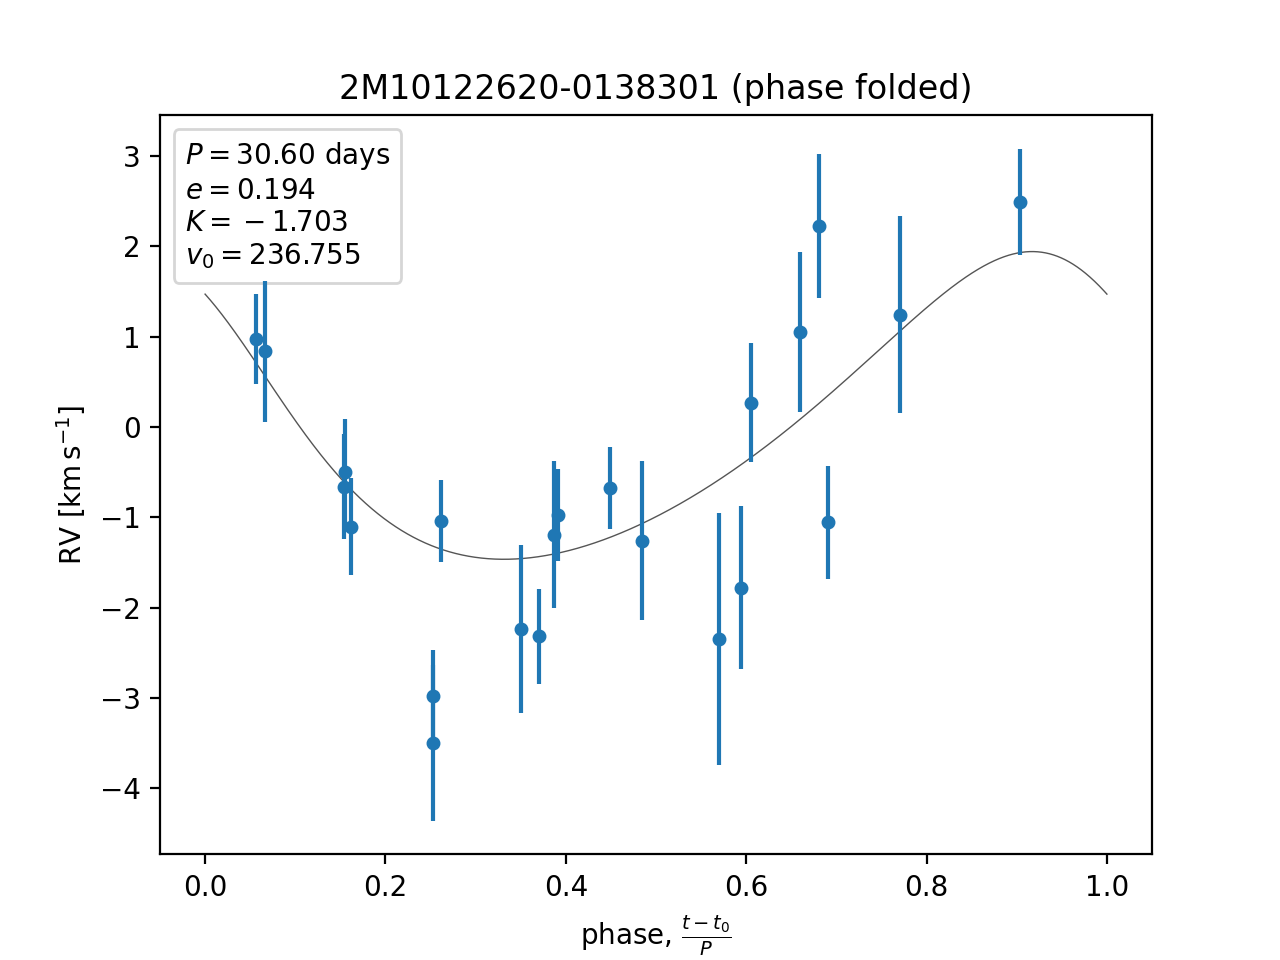 2M10122620-0138301 (phase folded)
P = 30.60 days
e = 0.194
K = −1.703
v₀ = 236.755
3
2
1
0
−1
−2
−3
−4
RV [km s⁻¹]
0.0 0.2 0.4 0.6 0.8 1.0
phase, (t − t₀)/P